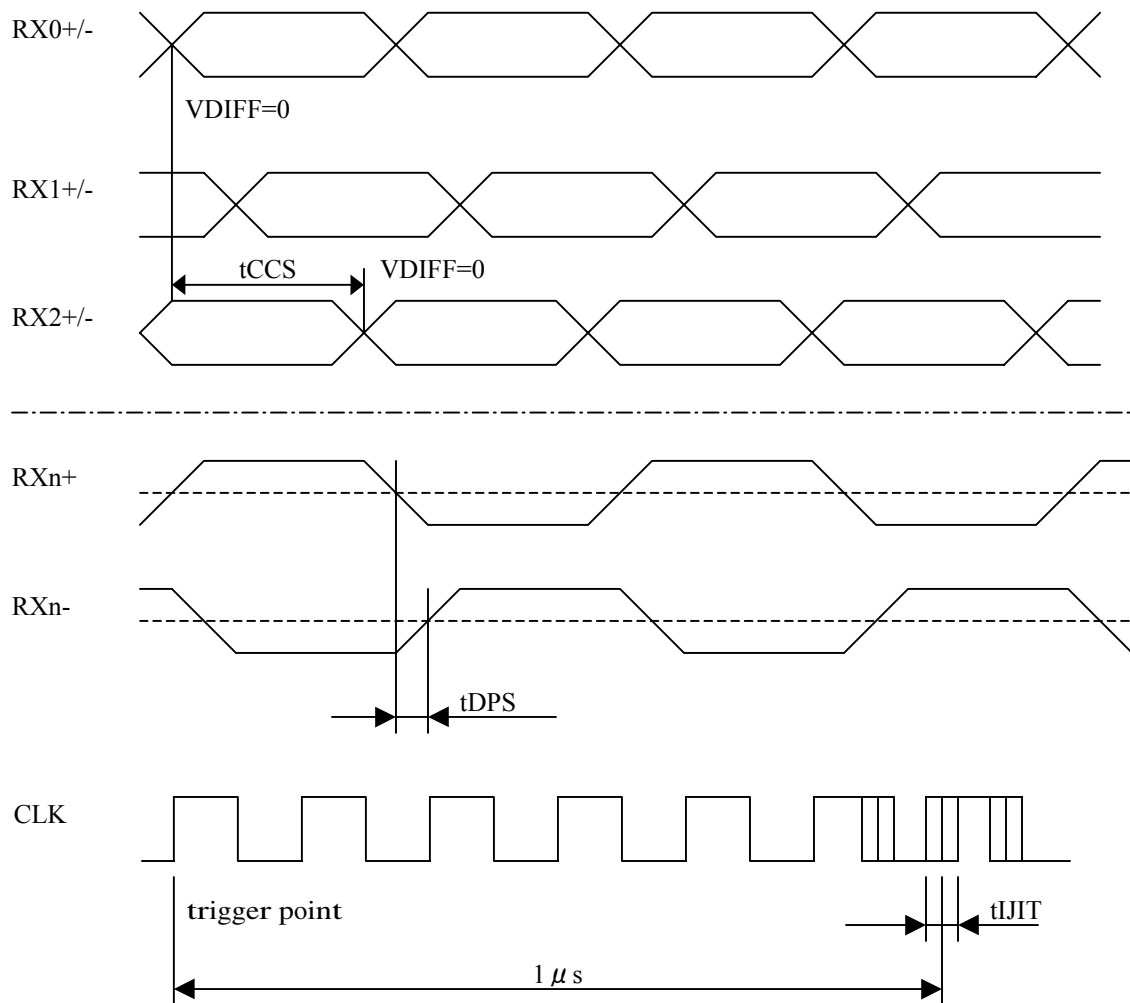 RX0+/-
VDIFF=0
RX1+/-
tCCS
VDIFF=0
RX2+/-
RXn+
RXn-
tDPS
CLK
trigger point
tIJIT
1 μ s